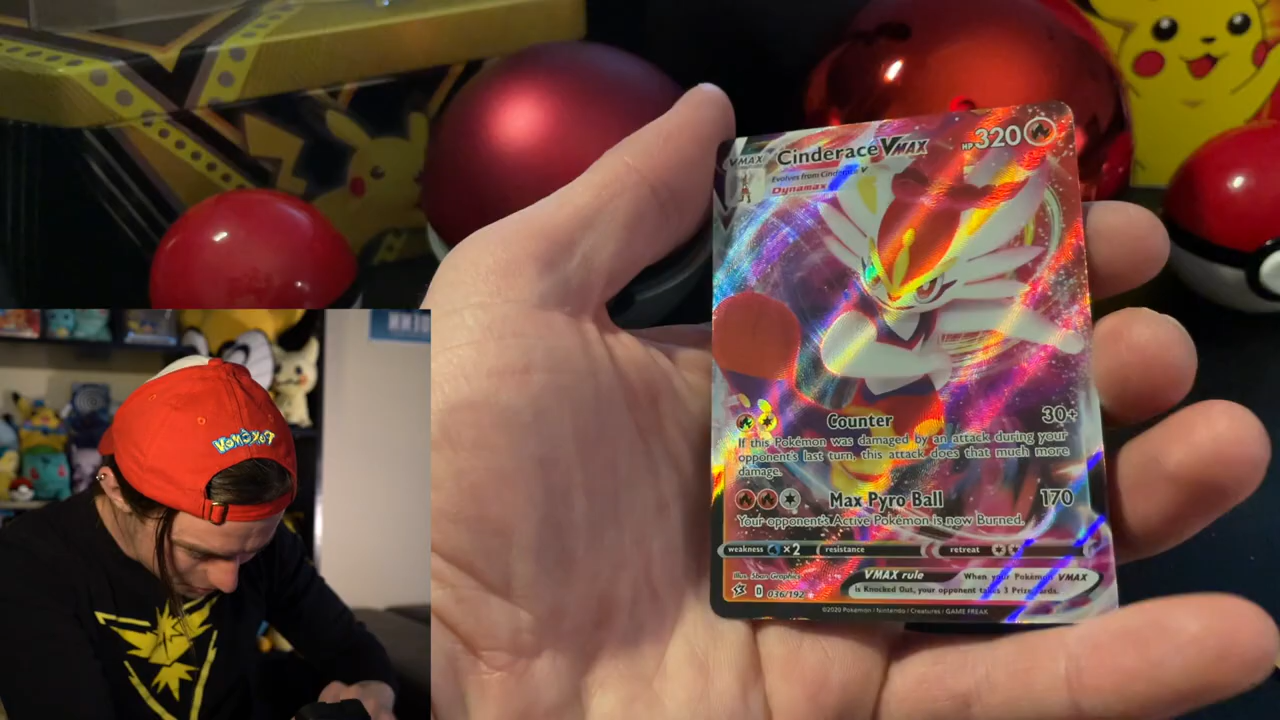 VMAX Cinderace VMAX HP 320
Evolves from Cinderace V
Dynamax
Counter 30+
If this Pokémon was damaged by an attack during your
opponent's last turn, this attack does that much more
damage.
Max Pyro Ball 170
Your opponent's Active Pokémon is now Burned.
weakness ×2 resistance retreat
Illus. 5ban Graphics
VMAX rule When your Pokémon VMAX
is Knocked Out, your opponent takes 3 Prize cards.
D 036/192
©2020 Pokémon / Nintendo / Creatures / GAME FREAK
POKéMON